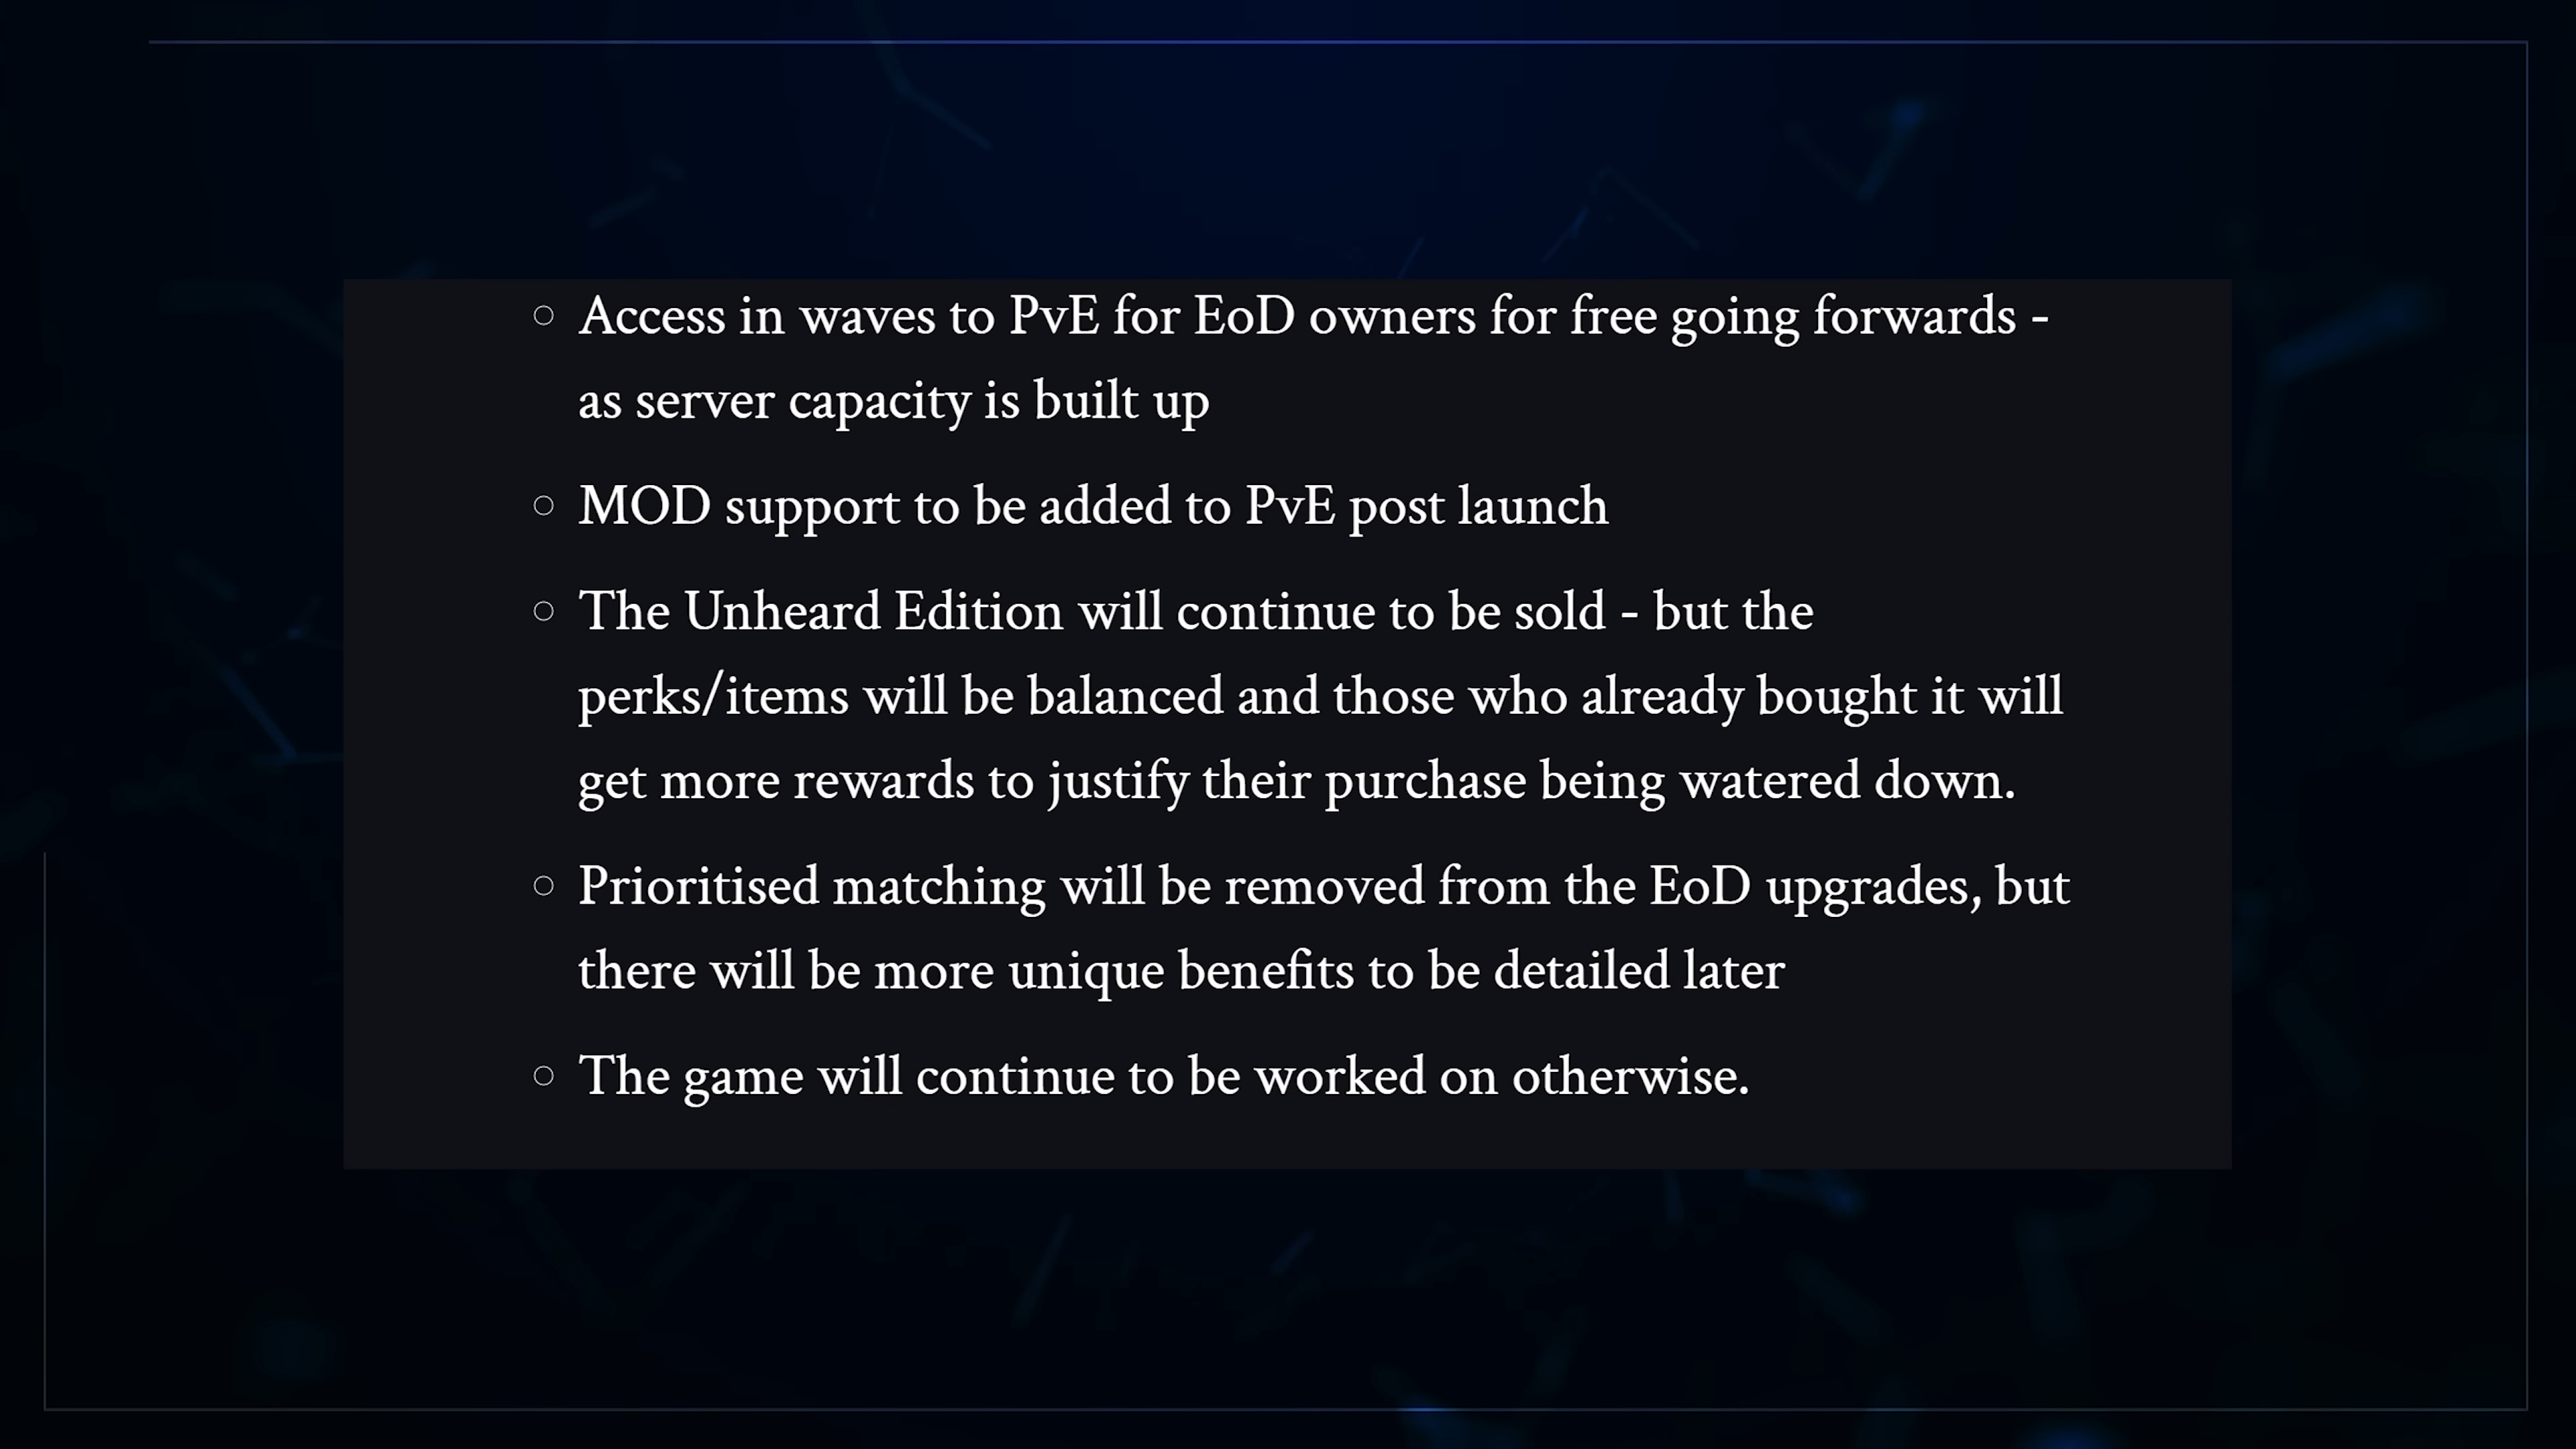 Access in waves to PvE for EoD owners for free going forwards -
as server capacity is built up
MOD support to be added to PvE post launch
The Unheard Edition will continue to be sold - but the
perks/items will be balanced and those who already bought it will
get more rewards to justify their purchase being watered down.
Prioritised matching will be removed from the EoD upgrades, but
there will be more unique benefits to be detailed later
The game will continue to be worked on otherwise.